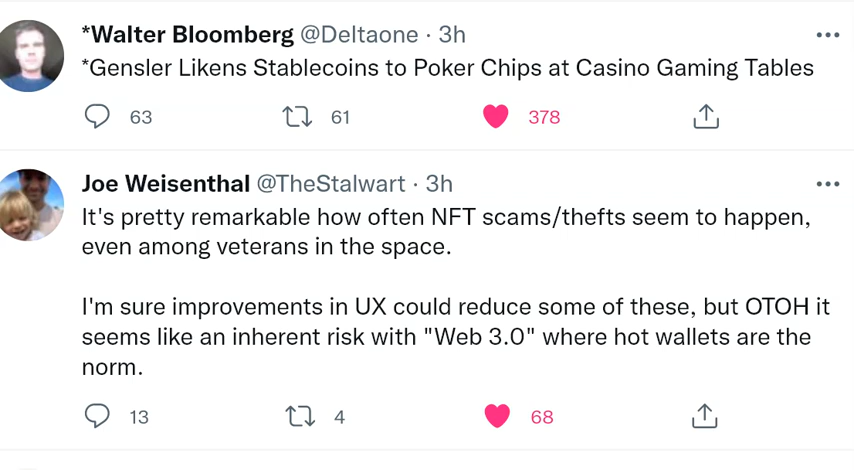 *Walter Bloomberg @Deltaone · 3h
*Gensler Likens Stablecoins to Poker Chips at Casino Gaming Tables
63 61 378
Joe Weisenthal @TheStalwart · 3h
It's pretty remarkable how often NFT scams/thefts seem to happen,
even among veterans in the space.
I'm sure improvements in UX could reduce some of these, but OTOH it
seems like an inherent risk with "Web 3.0" where hot wallets are the
norm.
13 4 68